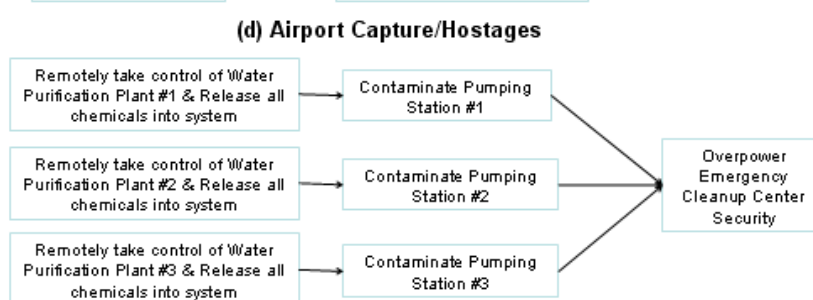 (d) Airport Capture/Hostages
Remotely take control of Water
Purification Plant #1 & Release all
chemicals into system
Contaminate Pumping
Station #1
Remotely take control of Water
Purification Plant #2 & Release all
chemicals into system
Contaminate Pumping
Station #2
Overpower
Emergency
Cleanup Center
Security
Remotely take control of Water
Purification Plant #3 & Release all
chemicals into system
Contaminate Pumping
Station #3